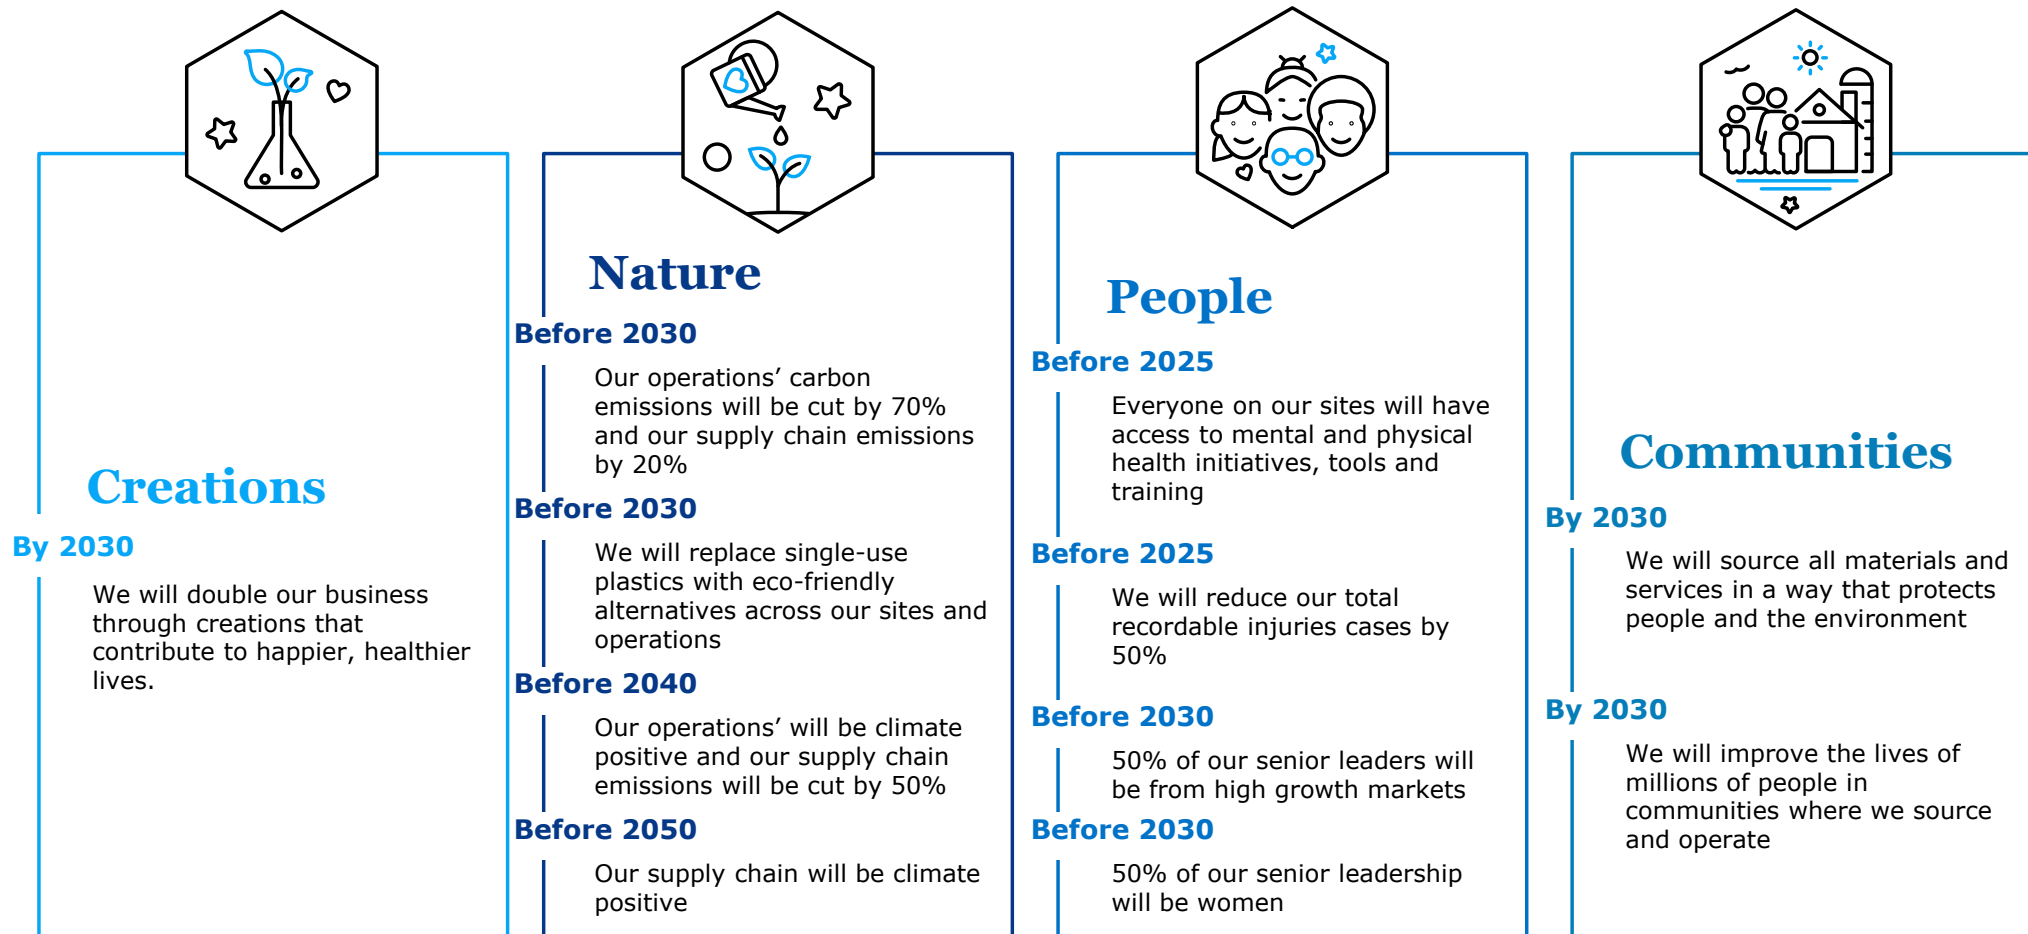 Creations
By 2030
We will double our business
through creations that
contribute to happier, healthier
lives.
Nature
Before 2030
Our operations’ carbon
emissions will be cut by 70%
and our supply chain emissions
by 20%
Before 2030
We will replace single-use
plastics with eco-friendly
alternatives across our sites and
operations
Before 2040
Our operations’ will be climate
positive and our supply chain
emissions will be cut by 50%
Before 2050
Our supply chain will be climate
positive
People
Before 2025
Everyone on our sites will have
access to mental and physical
health initiatives, tools and
training
Before 2025
We will reduce our total
recordable injuries cases by
50%
Before 2030
50% of our senior leaders will
be from high growth markets
Before 2030
50% of our senior leadership
will be women
Communities
By 2030
We will source all materials and
services in a way that protects
people and the environment
By 2030
We will improve the lives of
millions of people in
communities where we source
and operate